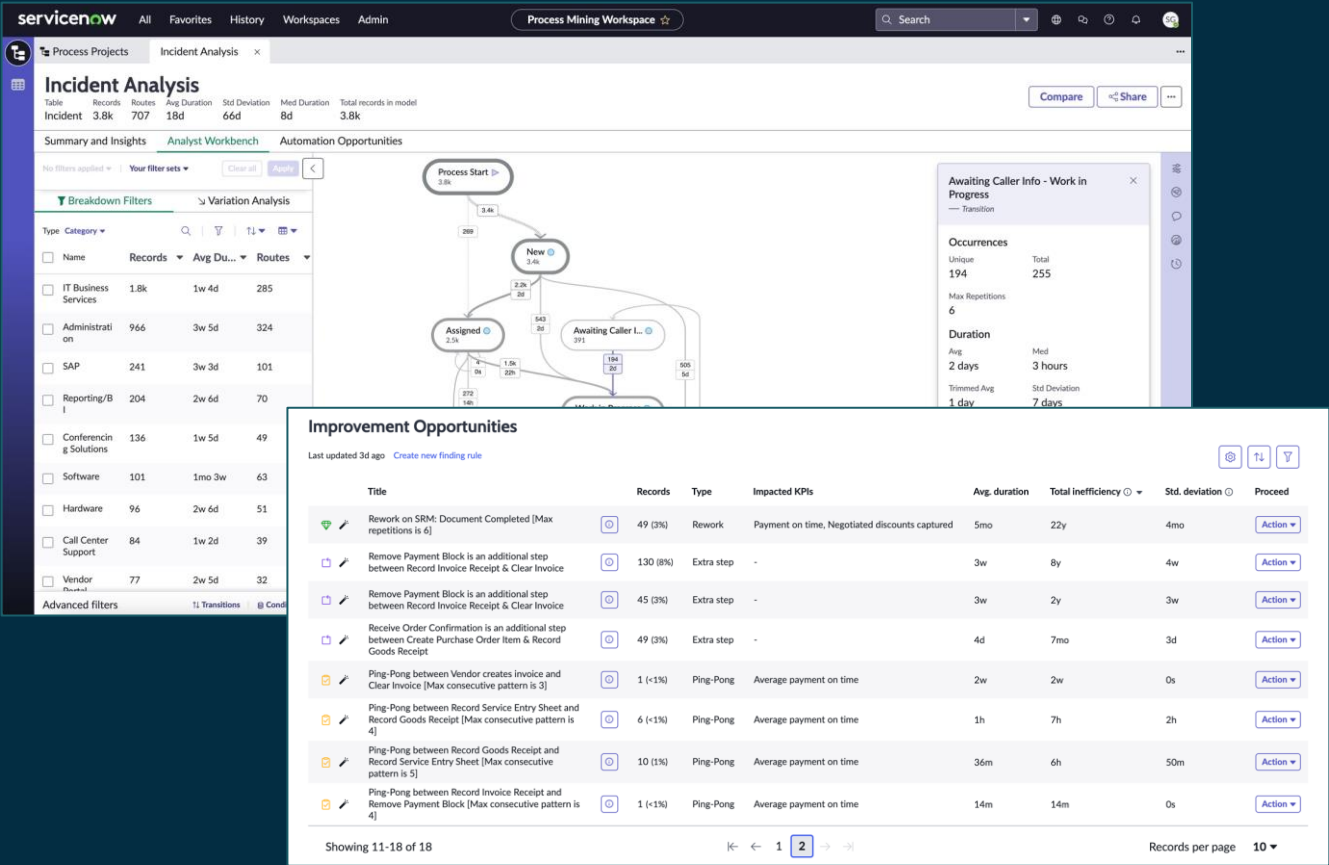 servicenow All Favorites History Workspaces Admin Process Mining Workspace Search SG
Process Projects Incident Analysis
Incident Analysis
Table Records Routes Avg Duration Std Deviation Med Duration Total records in model
Incident 3.8k 707 18d 66d 8d 3.8k
Compare Share
Summary and Insights Analyst Workbench Automation Opportunities
No filters applied Your filter sets Clear all Apply
Breakdown Filters Variation Analysis
Type Category
Name Records Avg Du... Routes
IT Business
Services
1.8k 1w 4d 285
Administrati
on
966 3w 5d 324
SAP 241 3w 3d 101
Reporting/B
I
204 2w 6d 70
Conferencin
g Solutions
136 1w 5d 49
Software 101 1mo 3w 63
Hardware 96 2w 6d 51
Call Center
Support
84 1w 2d 39
Vendor
77 2w 5d 32
Advanced filters Transitions Condi
Process Start
3.8k
3.4k
269
New
3.4k
2.2k
2d
543
2d
Assigned
2.5k
Awaiting Caller I...
391
4
0s
1.5k
22h
194
2d
505
5d
272
14h
Awaiting Caller Info - Work in
Progress
Transition
Occurrences
Unique Total
194 255
Max Repetitions
6
Duration
Avg Med
2 days 3 hours
Trimmed Avg Std Deviation
1 day 7 days
Improvement Opportunities
Last updated 3d ago Create new finding rule
Title Records Type Impacted KPIs Avg. duration Total inefficiency Std. deviation Proceed
Rework on SRM: Document Completed [Max
repetitions is 6]
49 (3%) Rework Payment on time, Negotiated discounts captured 5mo 22y 4mo Action
Remove Payment Block is an additional step
between Record Invoice Receipt & Clear Invoice
130 (8%) Extra step - 3w 8y 4w Action
Remove Payment Block is an additional step
between Record Invoice Receipt & Clear Invoice
45 (3%) Extra step - 3w 2y 3w Action
Receive Order Confirmation is an additional step
between Create Purchase Order Item & Record
Goods Receipt
49 (3%) Extra step - 4d 7mo 3d Action
Ping-Pong between Vendor creates invoice and
Clear Invoice [Max consecutive pattern is 3]
1 (<1%) Ping-Pong Average payment on time 2w 2w 0s Action
Ping-Pong between Record Service Entry Sheet and
Record Goods Receipt [Max consecutive pattern is
4]
6 (<1%) Ping-Pong Average payment on time 1h 7h 2h Action
Ping-Pong between Record Goods Receipt and
Record Service Entry Sheet [Max consecutive
pattern is 5]
10 (1%) Ping-Pong Average payment on time 36m 6h 50m Action
Ping-Pong between Record Invoice Receipt and
Remove Payment Block [Max consecutive pattern is
4]
1 (<1%) Ping-Pong Average payment on time 14m 14m 0s Action
Showing 11-18 of 18 1 2 Records per page 10